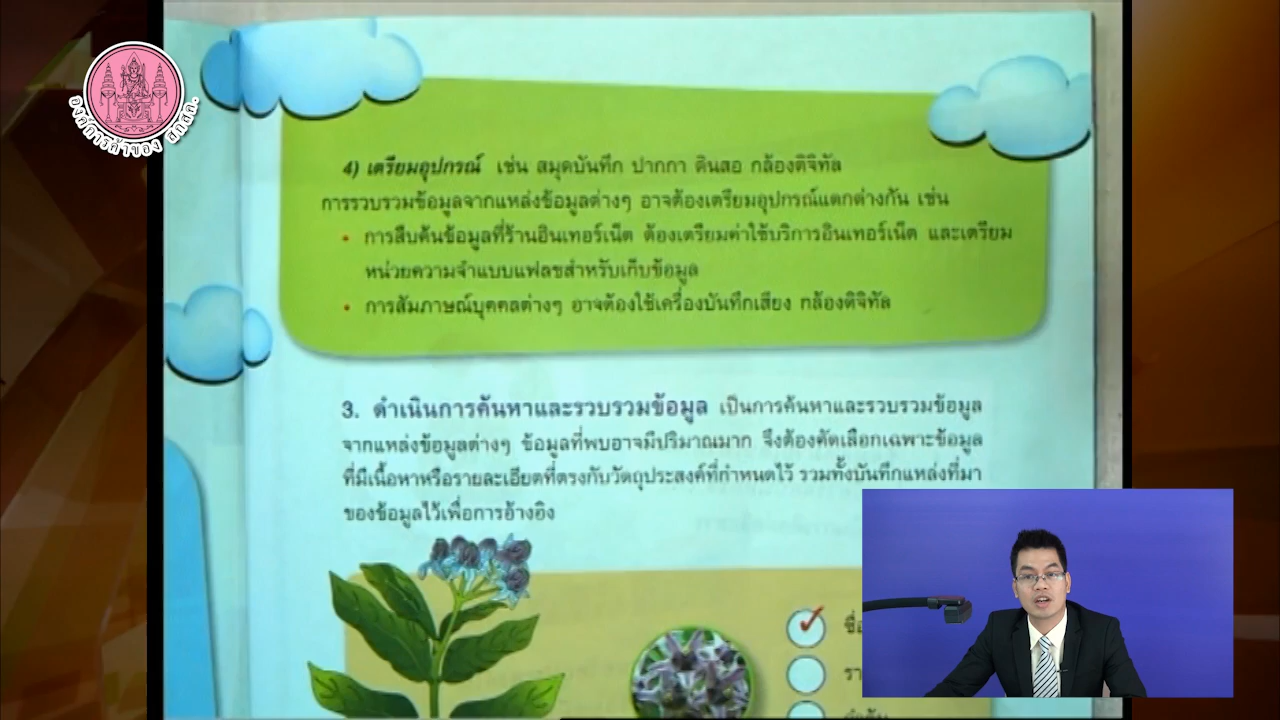 องค์การค้าของ สกสค.
4) เตรียมอุปกรณ์ เช่น สมุดบันทึก ปากกา ดินสอ กล้องดิจิทัล
การรวบรวมข้อมูลจากแหล่งข้อมูลต่างๆ อาจต้องเตรียมอุปกรณ์แตกต่างกัน เช่น
• การสืบค้นข้อมูลที่ร้านอินเทอร์เน็ต ต้องเตรียมค่าใช้บริการอินเทอร์เน็ต และเตรียม
หน่วยความจำแบบแฟลชสำหรับเก็บข้อมูล
• การสัมภาษณ์บุคคลต่างๆ อาจต้องใช้เครื่องบันทึกเสียง กล้องดิจิทัล
3. ดำเนินการค้นหาและรวบรวมข้อมูล เป็นการค้นหาและรวบรวมข้อมูล
จากแหล่งข้อมูลต่างๆ ข้อมูลที่พบอาจมีปริมาณมาก จึงต้องคัดเลือกเฉพาะข้อมูล
ที่มีเนื้อหาหรือรายละเอียดที่ตรงกับวัตถุประสงค์ที่กำหนดไว้ รวมทั้งบันทึกแหล่งที่มา
ของข้อมูลไว้เพื่อการอ้างอิง